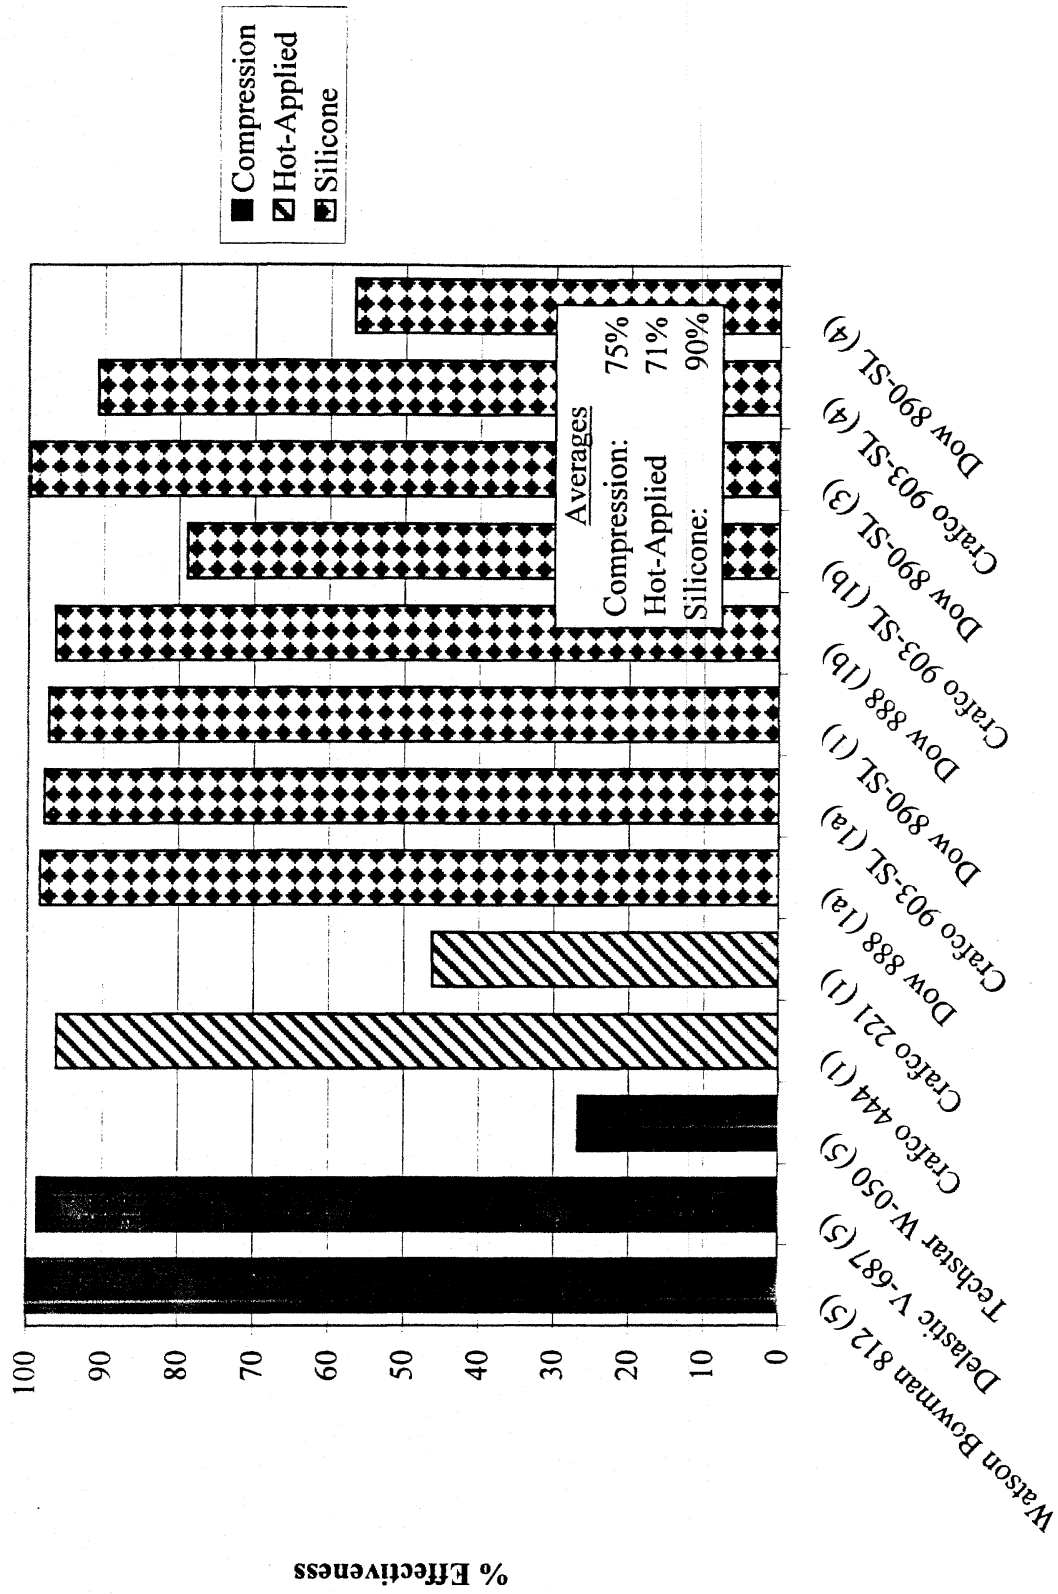 % Effectiveness
100
90
80
70
60
50
40
30
20
10
0
Watson Bowman 812 (5)
Delastic V-687 (5)
Techstar W-050 (5)
Crafco 444 (1)
Crafco 221 (1)
Dow 888 (1a)
Crafco 903-SL (1a)
Dow 890-SL (1)
Dow 888 (1b)
Crafco 903-SL (1b)
Dow 890-SL (3)
Crafco 903-SL (4)
Dow 890-SL (4)
Averages
Compression: 75%
Hot-Applied 71%
Silicone: 90%
Compression
Hot-Applied
Silicone